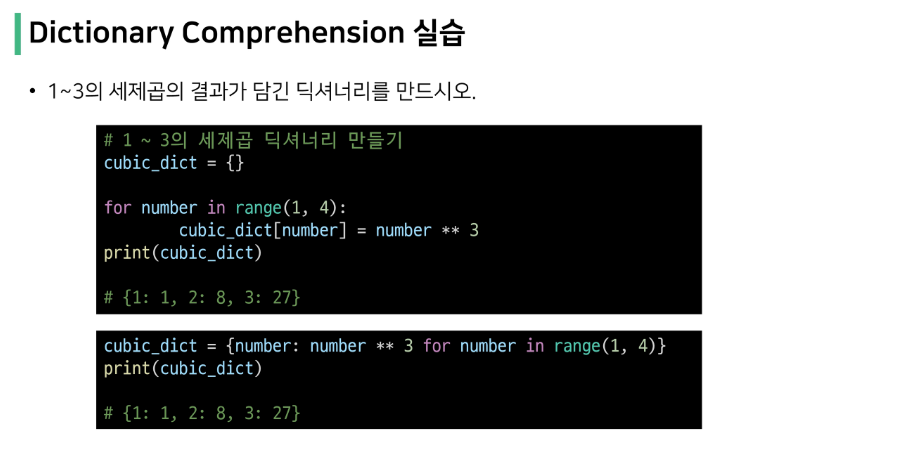 Dictionary Comprehension 실습
• 1~3의 세제곱의 결과가 담긴 딕셔너리를 만드시오.
# 1 ~ 3의 세제곱 딕셔너리 만들기
cubic_dict = {}
for number in range(1, 4):
        cubic_dict[number] = number ** 3
print(cubic_dict)
# {1: 1, 2: 8, 3: 27}
cubic_dict = {number: number ** 3 for number in range(1, 4)}
print(cubic_dict)
# {1: 1, 2: 8, 3: 27}